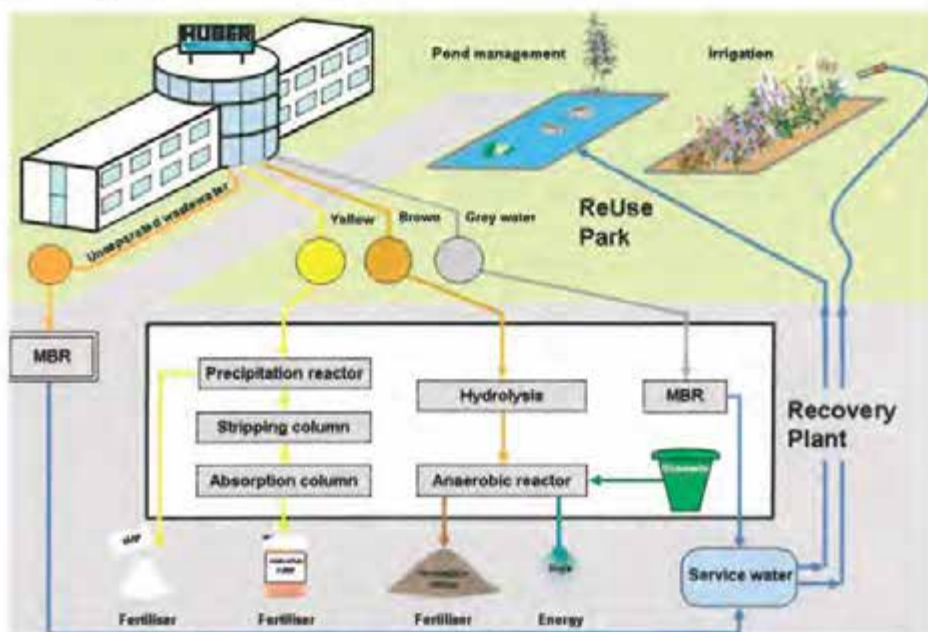 HUBER
Pond management
Irrigation
Unseparated wastewater
Yellow
Brown
Grey water
ReUse
Park
MBR
Precipitation reactor
Hydrolysis
MBR
Recovery
Plant
Stripping column
Absorption column
Anaerobic reactor
Service water
Fertiliser
Fertiliser
Fertiliser
Energy